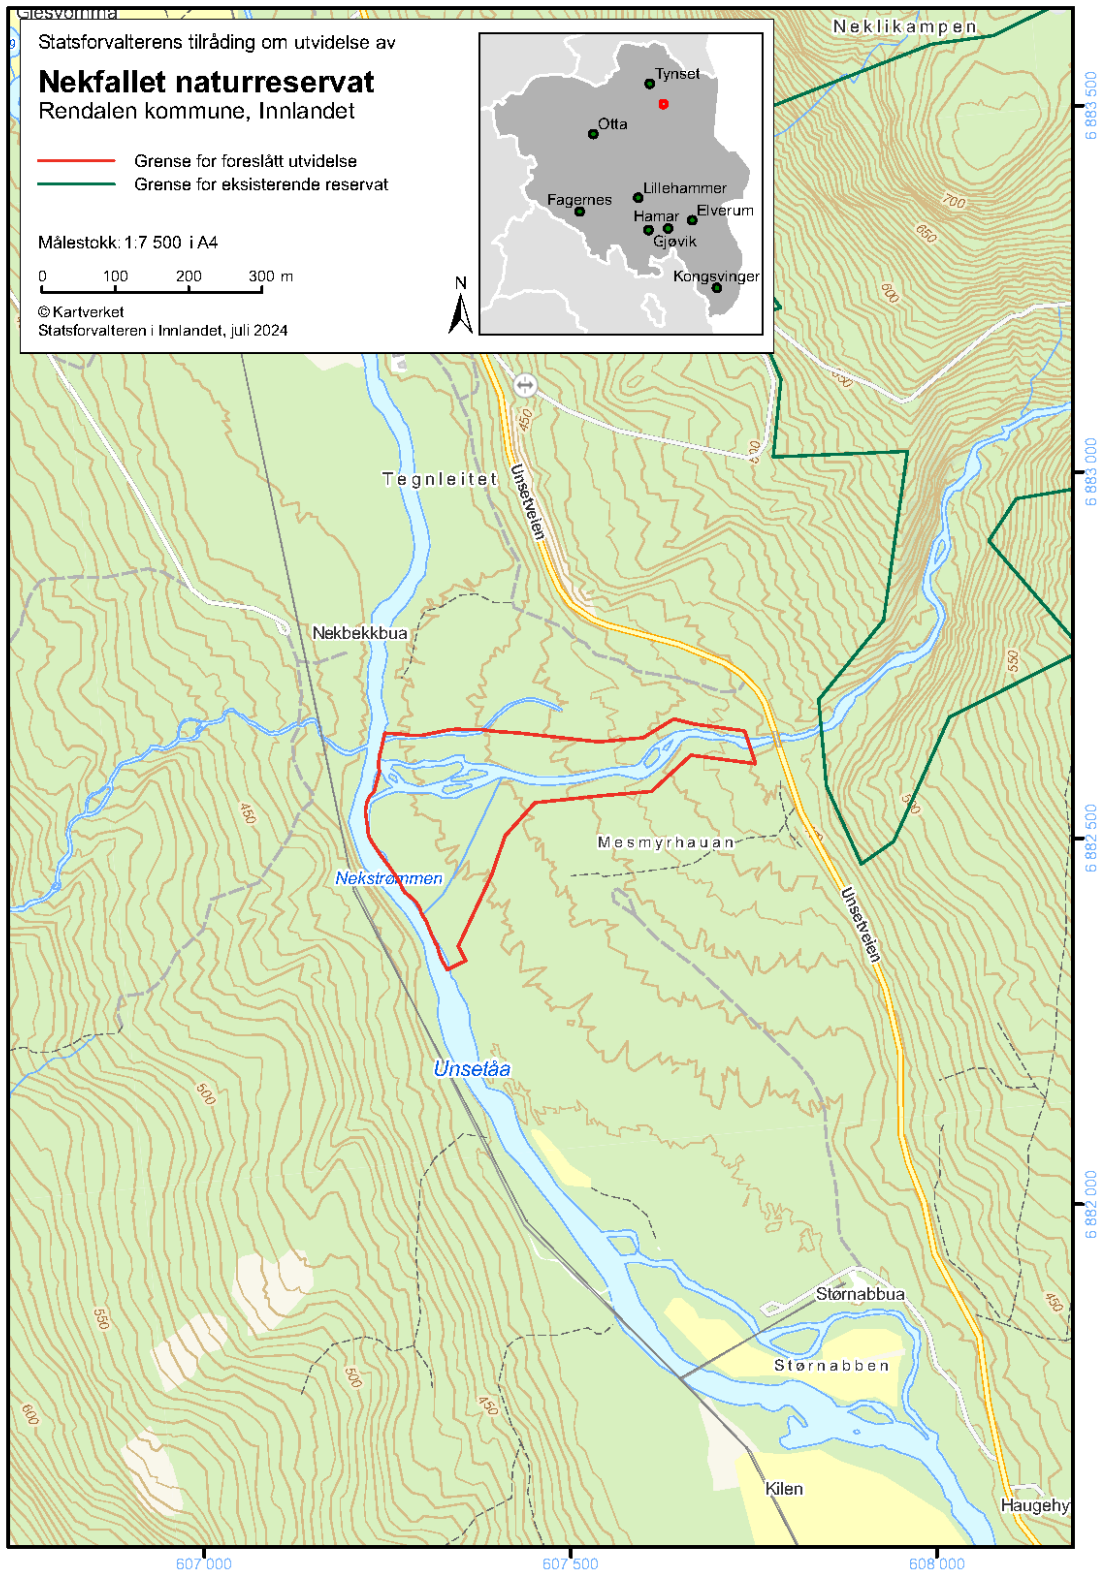 Glesvomma
Statsforvalterens tilråding om utvidelse av
Nekfallet naturreservat
Rendalen kommune, Innlandet
Grense for foreslått utvidelse
Grense for eksisterende reservat
Målestokk: 1:7 500 i A4
0 100 200 300 m
© Kartverket
Statsforvalteren i Innlandet, juli 2024
N
Tynset
Otta
Lillehammer
Fagernes
Hamar
Elverum
Gjøvik
Kongsvinger
Neklikampen
6 883 500
700
650
600
550
450
500
Tegnleitet
Unsetveien
6 883 000
Nekbekkbua
550
450
500
6 882 500
Mesmyrhauan
Nekstrømmen
Unsetveien
Unsetåa
500
6 882 000
Størnabbua
450
550
Størnabben
500
450
600
Kilen
Haugehy
607 000
607 500
608 000